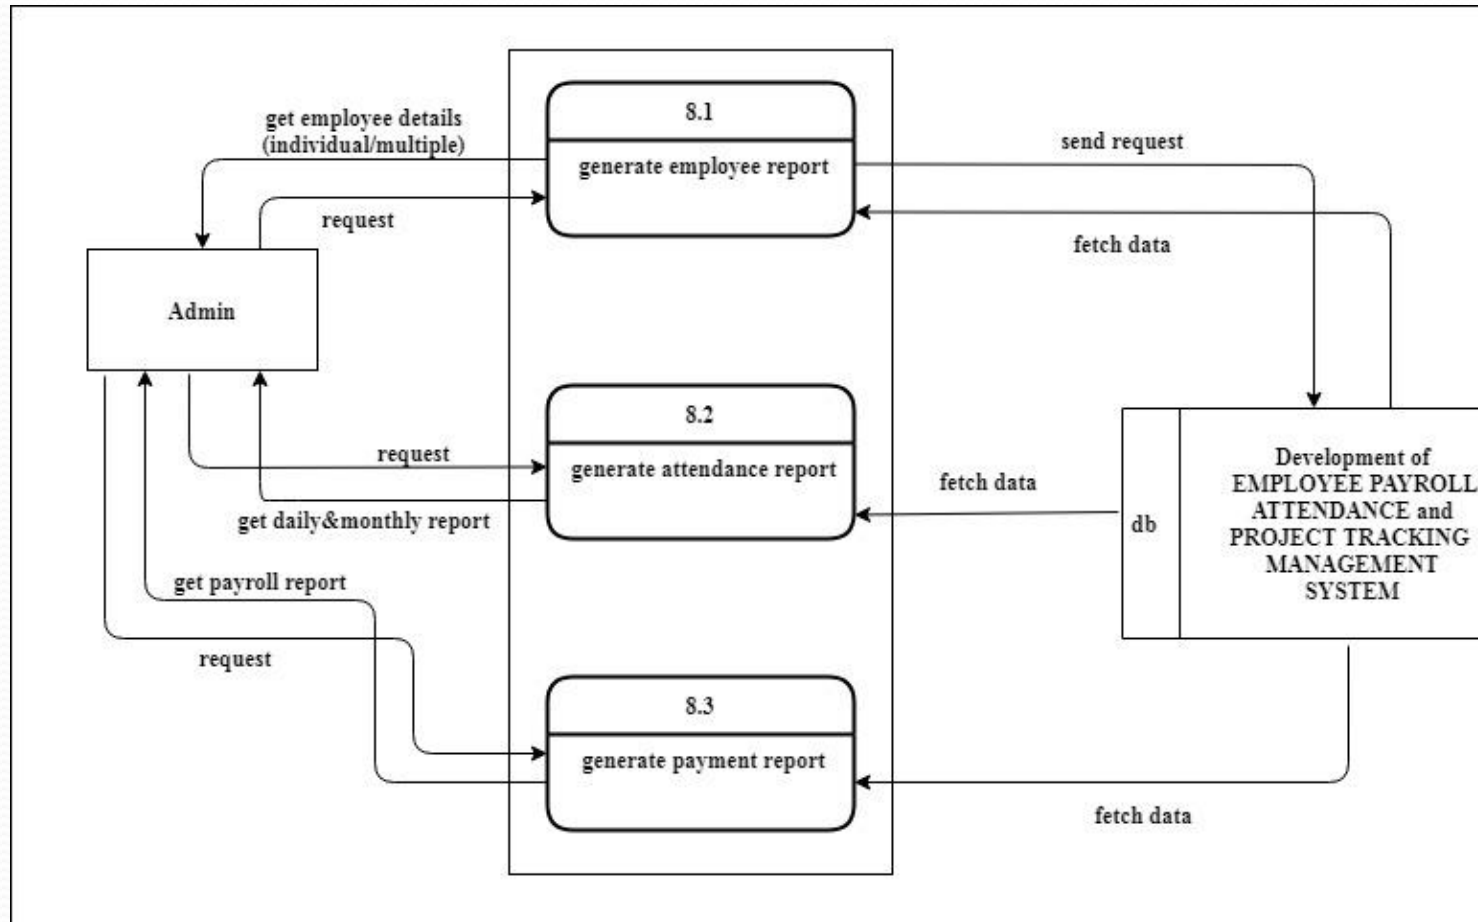 8.1
get employee details
(individual/multiple)
generate employee report
send request
request
fetch data
Admin
8.2
request
generate attendance report
get daily&monthly report
fetch data
db
Development of
EMPLOYEE PAYROLL
ATTENDANCE and
PROJECT TRACKING
MANAGEMENT
SYSTEM
get payroll report
request
8.3
generate payment report
fetch data